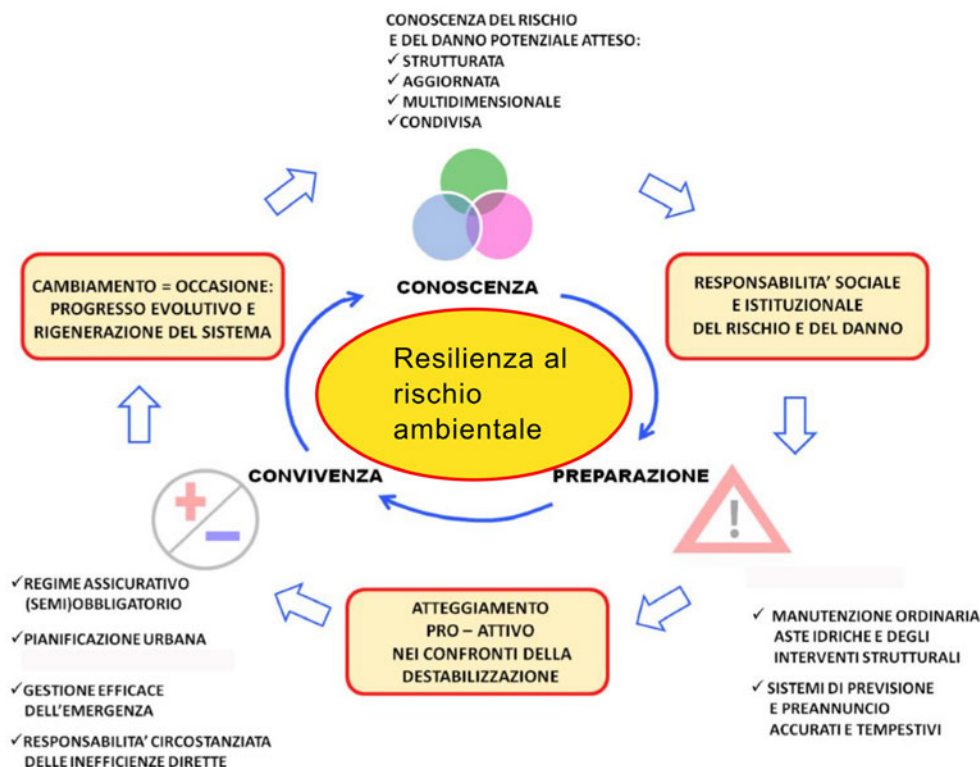 CONOSCENZA DEL RISCHIO
E DEL DANNO POTENZIALE ATTESO:
✓ STRUTTURATA
✓ AGGIORNATA
✓ MULTIDIMENSIONALE
✓ CONDIVISA
CONOSCENZA
RESPONSABILITA’ SOCIALE
E ISTITUZIONALE
DEL RISCHIO E DEL DANNO
PREPARAZIONE
!
✓ MANUTENZIONE ORDINARIA
ASTE IDRICHE E DEGLI
INTERVENTI STRUTTURALI
✓ SISTEMI DI PREVISIONE
E PREANNUNCIO
ACCURATI E TEMPESTIVI
ATTEGGIAMENTO
PRO – ATTIVO
NEI CONFRONTI DELLA
DESTABILIZZAZIONE
CONVIVENZA
+
−
✓ REGIME ASSICURATIVO
(SEMI)OBBLIGATORIO
✓ PIANIFICAZIONE URBANA
✓ GESTIONE EFFICACE
DELL’EMERGENZA
✓ RESPONSABILITA’ CIRCOSTANZIATA
DELLE INEFFICIENZE DIRETTE
CAMBIAMENTO = OCCASIONE:
PROGRESSO EVOLUTIVO E
RIGENERAZIONE DEL SISTEMA
Resilienza al
rischio
ambientale